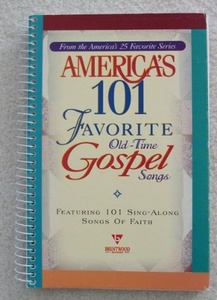 From the America's 25 Favorite Series
AMERICA'S
101
FAVORITE
Old-Time
Gospel
Songs
FEATURING 101 SING-ALONG
SONGS OF FAITH
BRENTWOOD